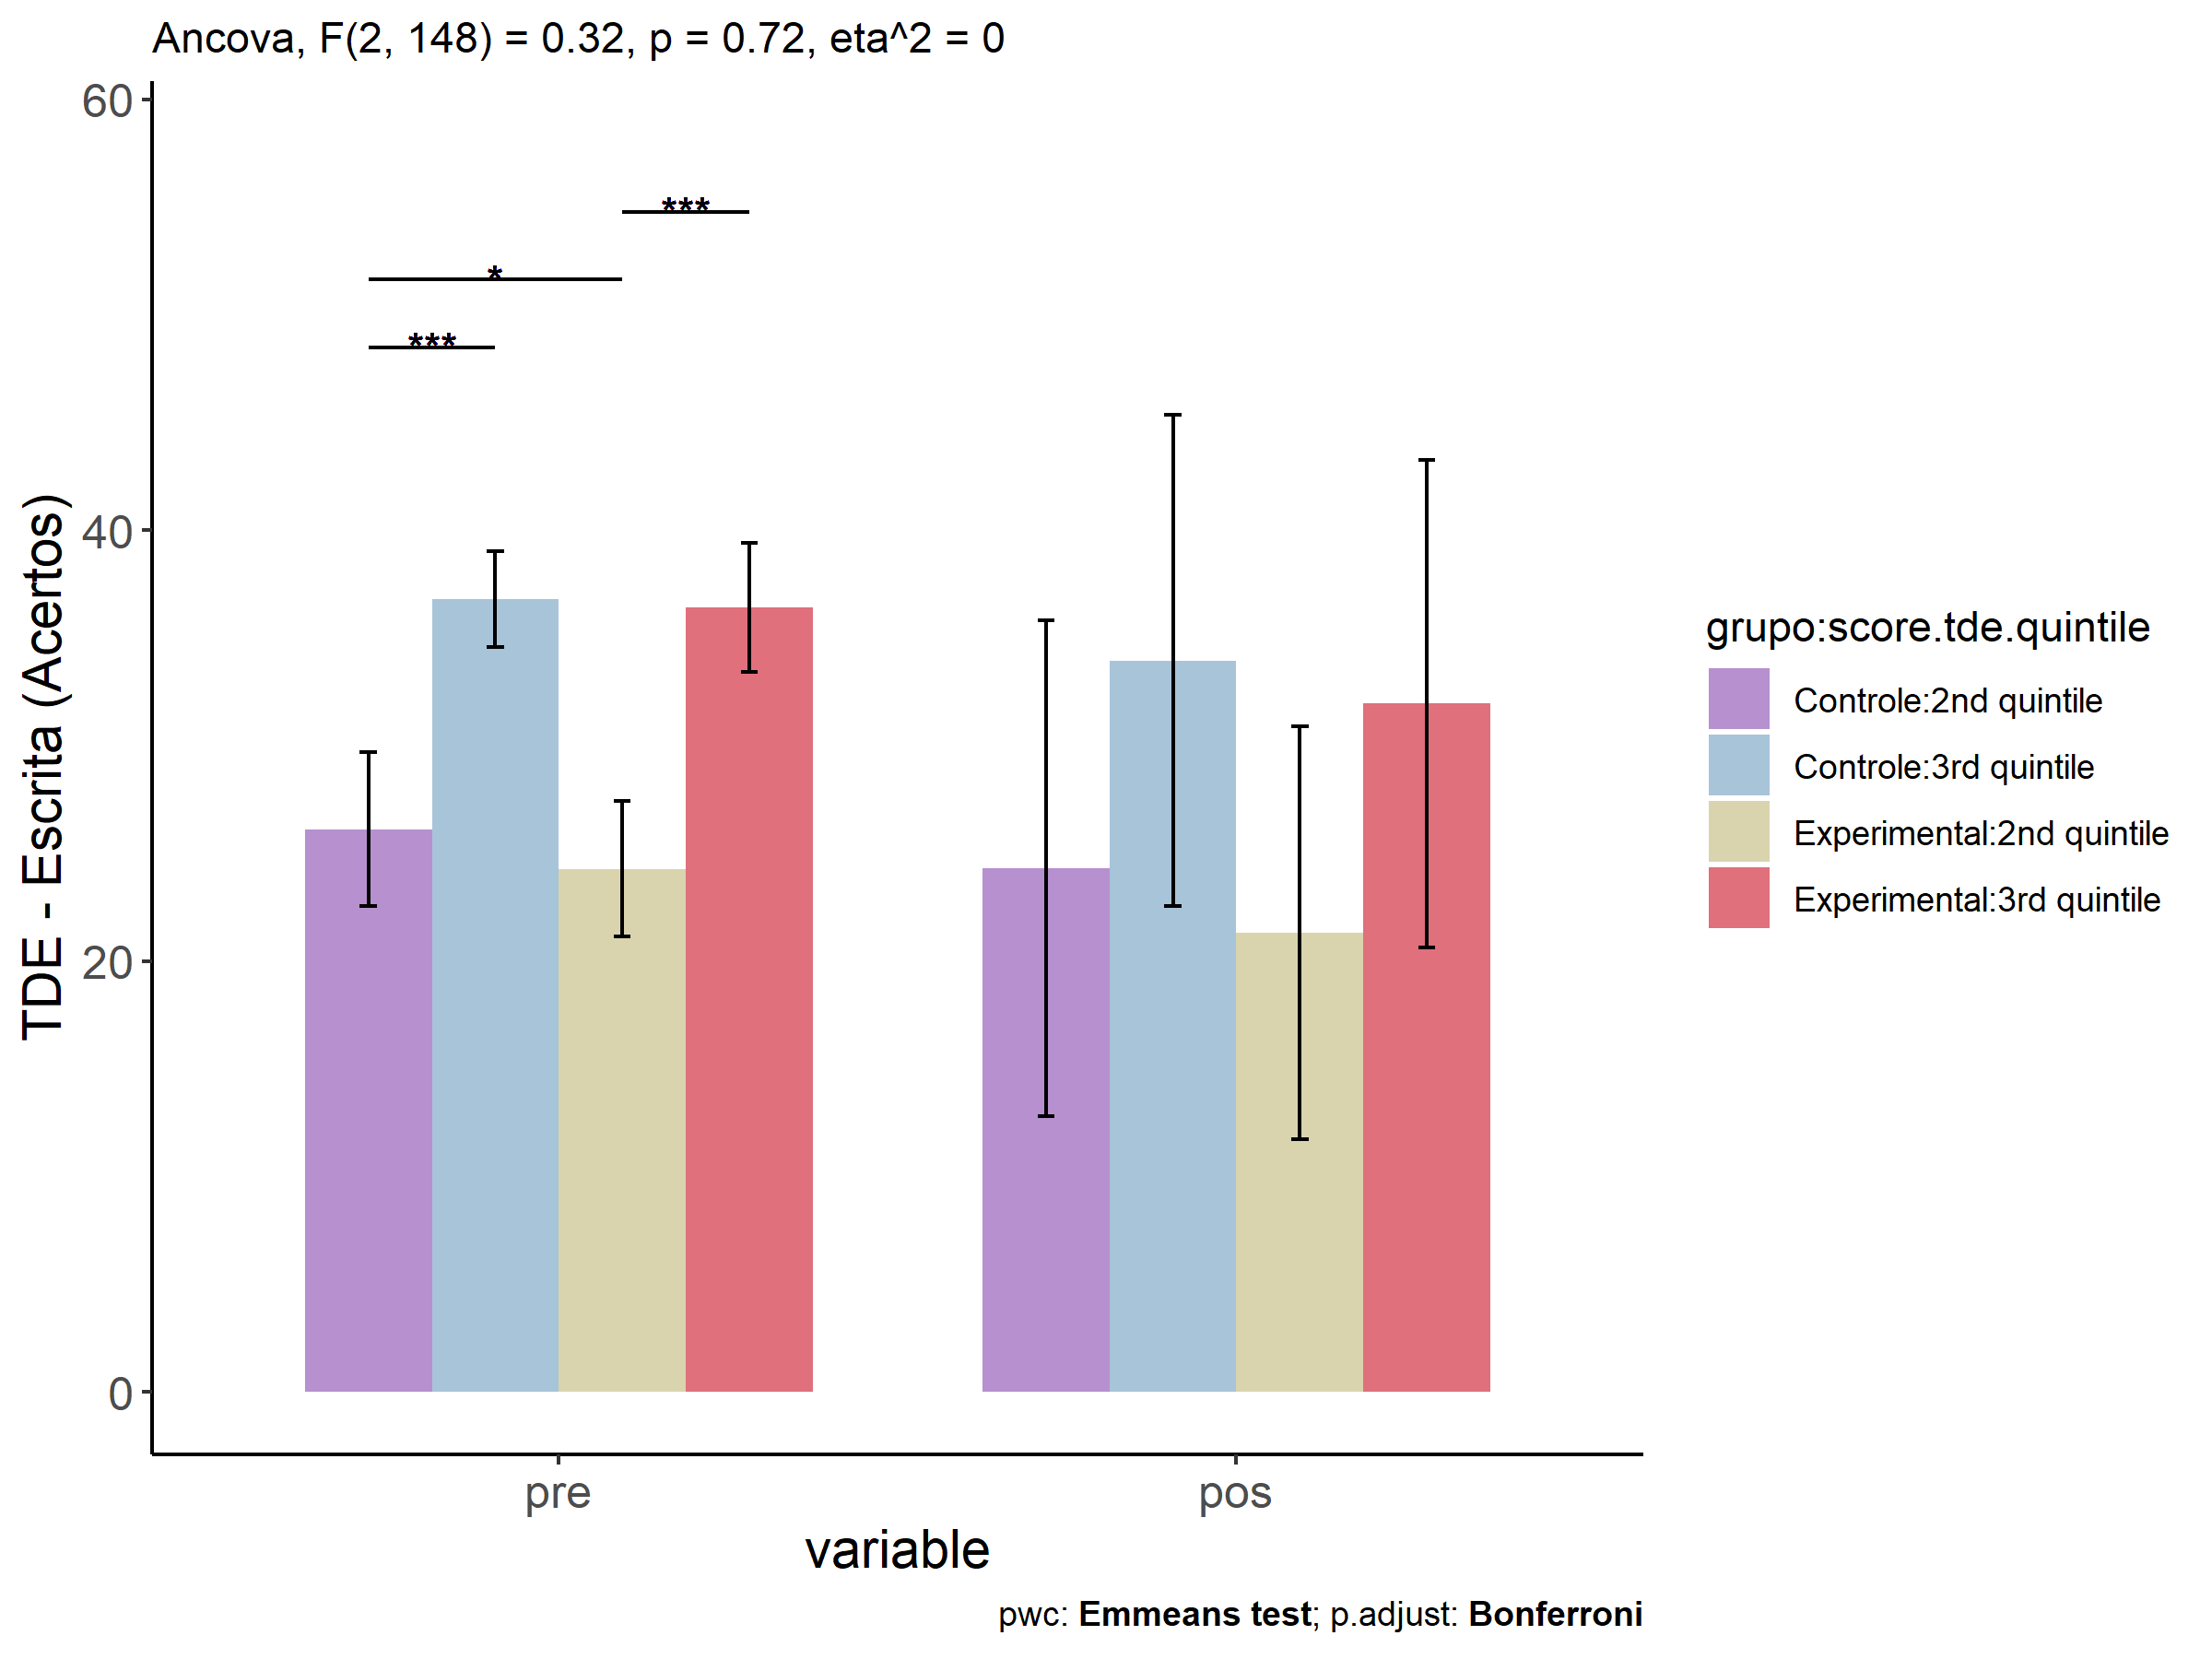 Ancova, F(2, 148) = 0.32, p = 0.72, eta^2 = 0
60
40
20
0
TDE - Escrita (Acertos)
***
*
***
pre
pos
variable
grupo:score.tde.quintile
Controle:2nd quintile
Controle:3rd quintile
Experimental:2nd quintile
Experimental:3rd quintile
pwc: Emmeans test; p.adjust: Bonferroni